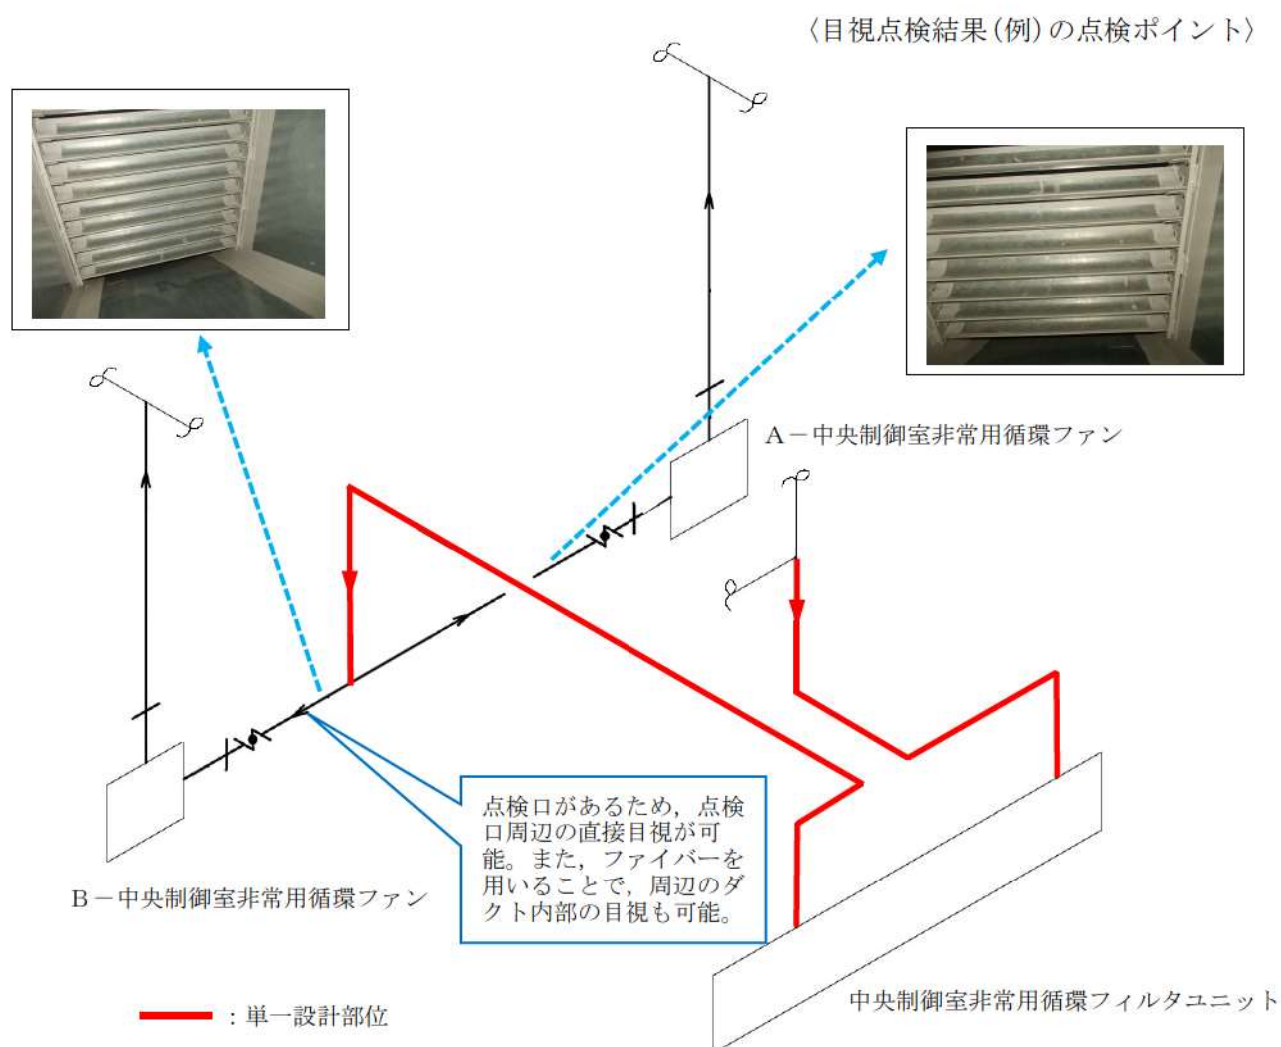 〈目視点検結果(例)の点検ポイント〉
A－中央制御室非常用循環ファン
点検口があるため，点検
口周辺の直接目視が可
能。また，ファイバーを
用いることで，周辺のダ
クト内部の目視も可能。
B－中央制御室非常用循環ファン
中央制御室非常用循環フィルタユニット
：単一設計部位